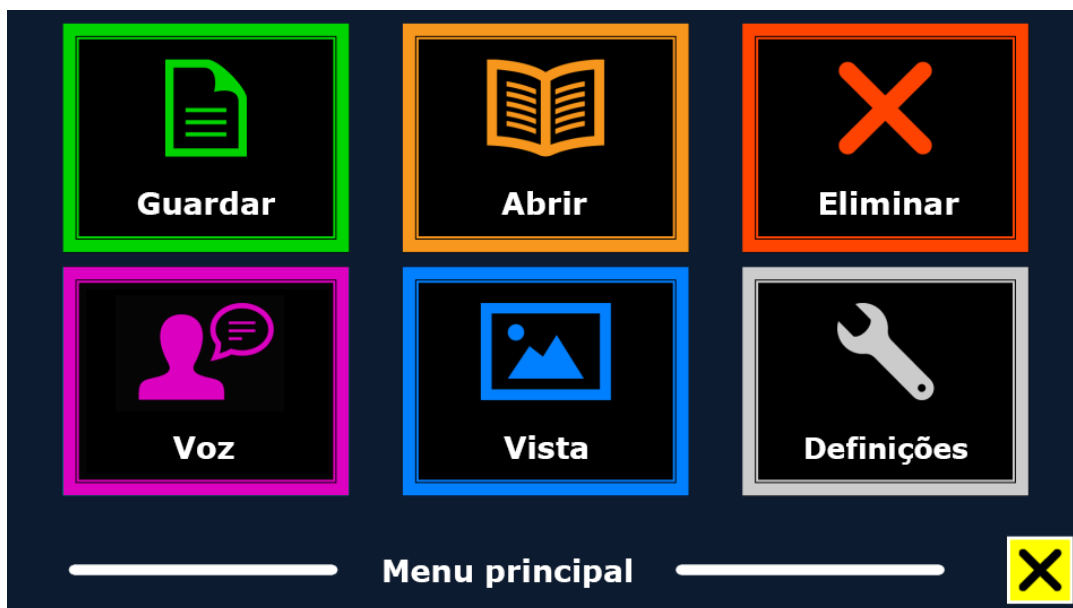 Guardar
Abrir
Eliminar
Voz
Vista
Definições
Menu principal